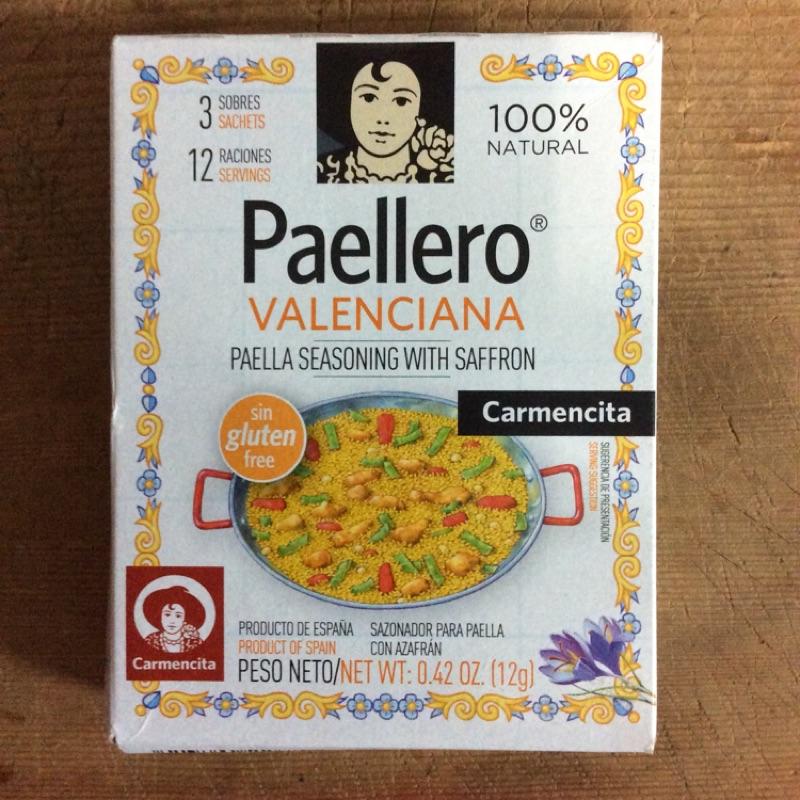 3 SOBRES
SACHETS
12 RACIONES
SERVINGS
100%
NATURAL
Paellero®
VALENCIANA
PAELLA SEASONING WITH SAFFRON
Carmencita
sin
gluten
free
SUGERENCIA DE PRESENTACIÓN
SERVING SUGGESTION
Carmencita
PRODUCTO DE ESPAÑA
PRODUCT OF SPAIN
SAZONADOR PARA PAELLA
CON AZAFRÁN
PESO NETO/NET WT: 0.42 OZ. (12g)